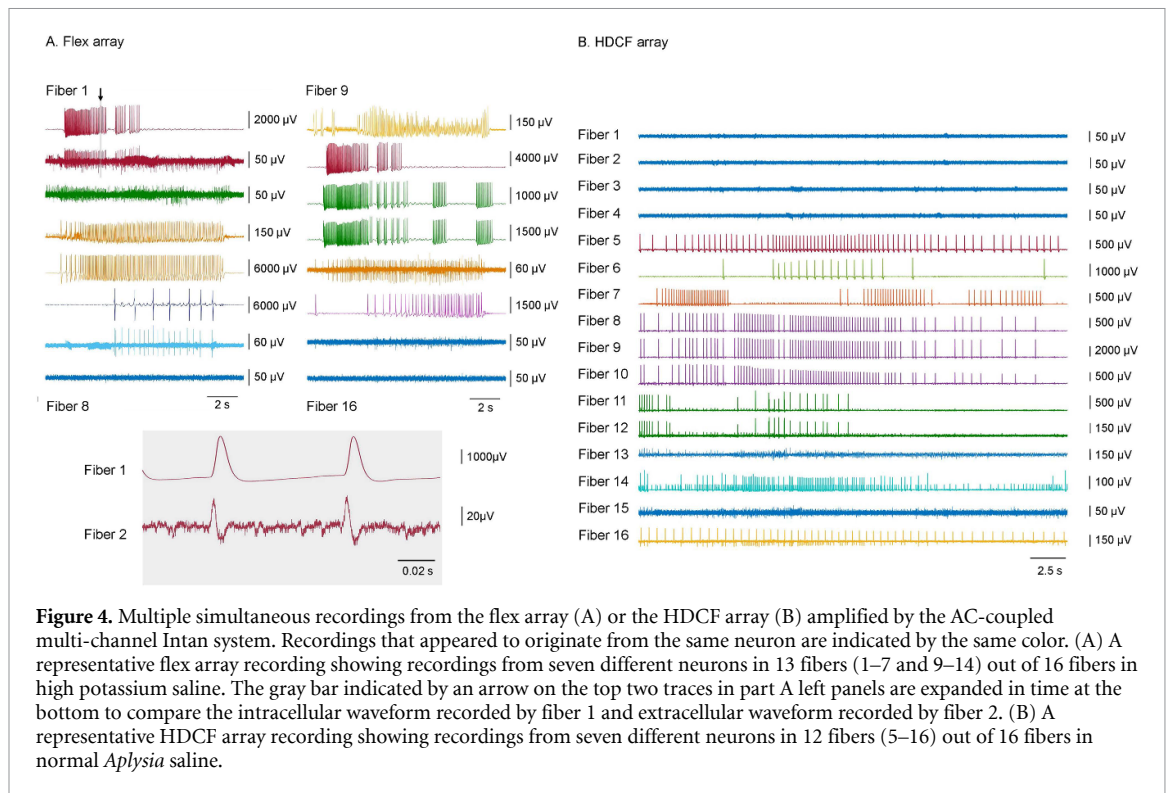 A. Flex array
B. HDCF array
Fiber 1
2000 µV
50 µV
50 µV
150 µV
6000 µV
6000 µV
60 µV
50 µV
Fiber 8
2 s
Fiber 9
150 µV
4000 µV
1000 µV
1500 µV
60 µV
1500 µV
50 µV
50 µV
Fiber 16
2 s
Fiber 1
1000µV
Fiber 2
20µV
0.02 s
Fiber 1
50 µV
Fiber 2
50 µV
Fiber 3
50 µV
Fiber 4
50 µV
Fiber 5
500 µV
Fiber 6
1000 µV
Fiber 7
500 µV
Fiber 8
500 µV
Fiber 9
2000 µV
Fiber 10
500 µV
Fiber 11
500 µV
Fiber 12
150 µV
Fiber 13
150 µV
Fiber 14
100 µV
Fiber 15
50 µV
Fiber 16
150 µV
2.5 s
Figure 4. Multiple simultaneous recordings from the flex array (A) or the HDCF array (B) amplified by the AC-coupled
multi-channel Intan system. Recordings that appeared to originate from the same neuron are indicated by the same color. (A) A
representative flex array recording showing recordings from seven different neurons in 13 fibers (1–7 and 9–14) out of 16 fibers in
high potassium saline. The gray bar indicated by an arrow on the top two traces in part A left panels are expanded in time at the
bottom to compare the intracellular waveform recorded by fiber 1 and extracellular waveform recorded by fiber 2. (B) A
representative HDCF array recording showing recordings from seven different neurons in 12 fibers (5–16) out of 16 fibers in
normal Aplysia saline.